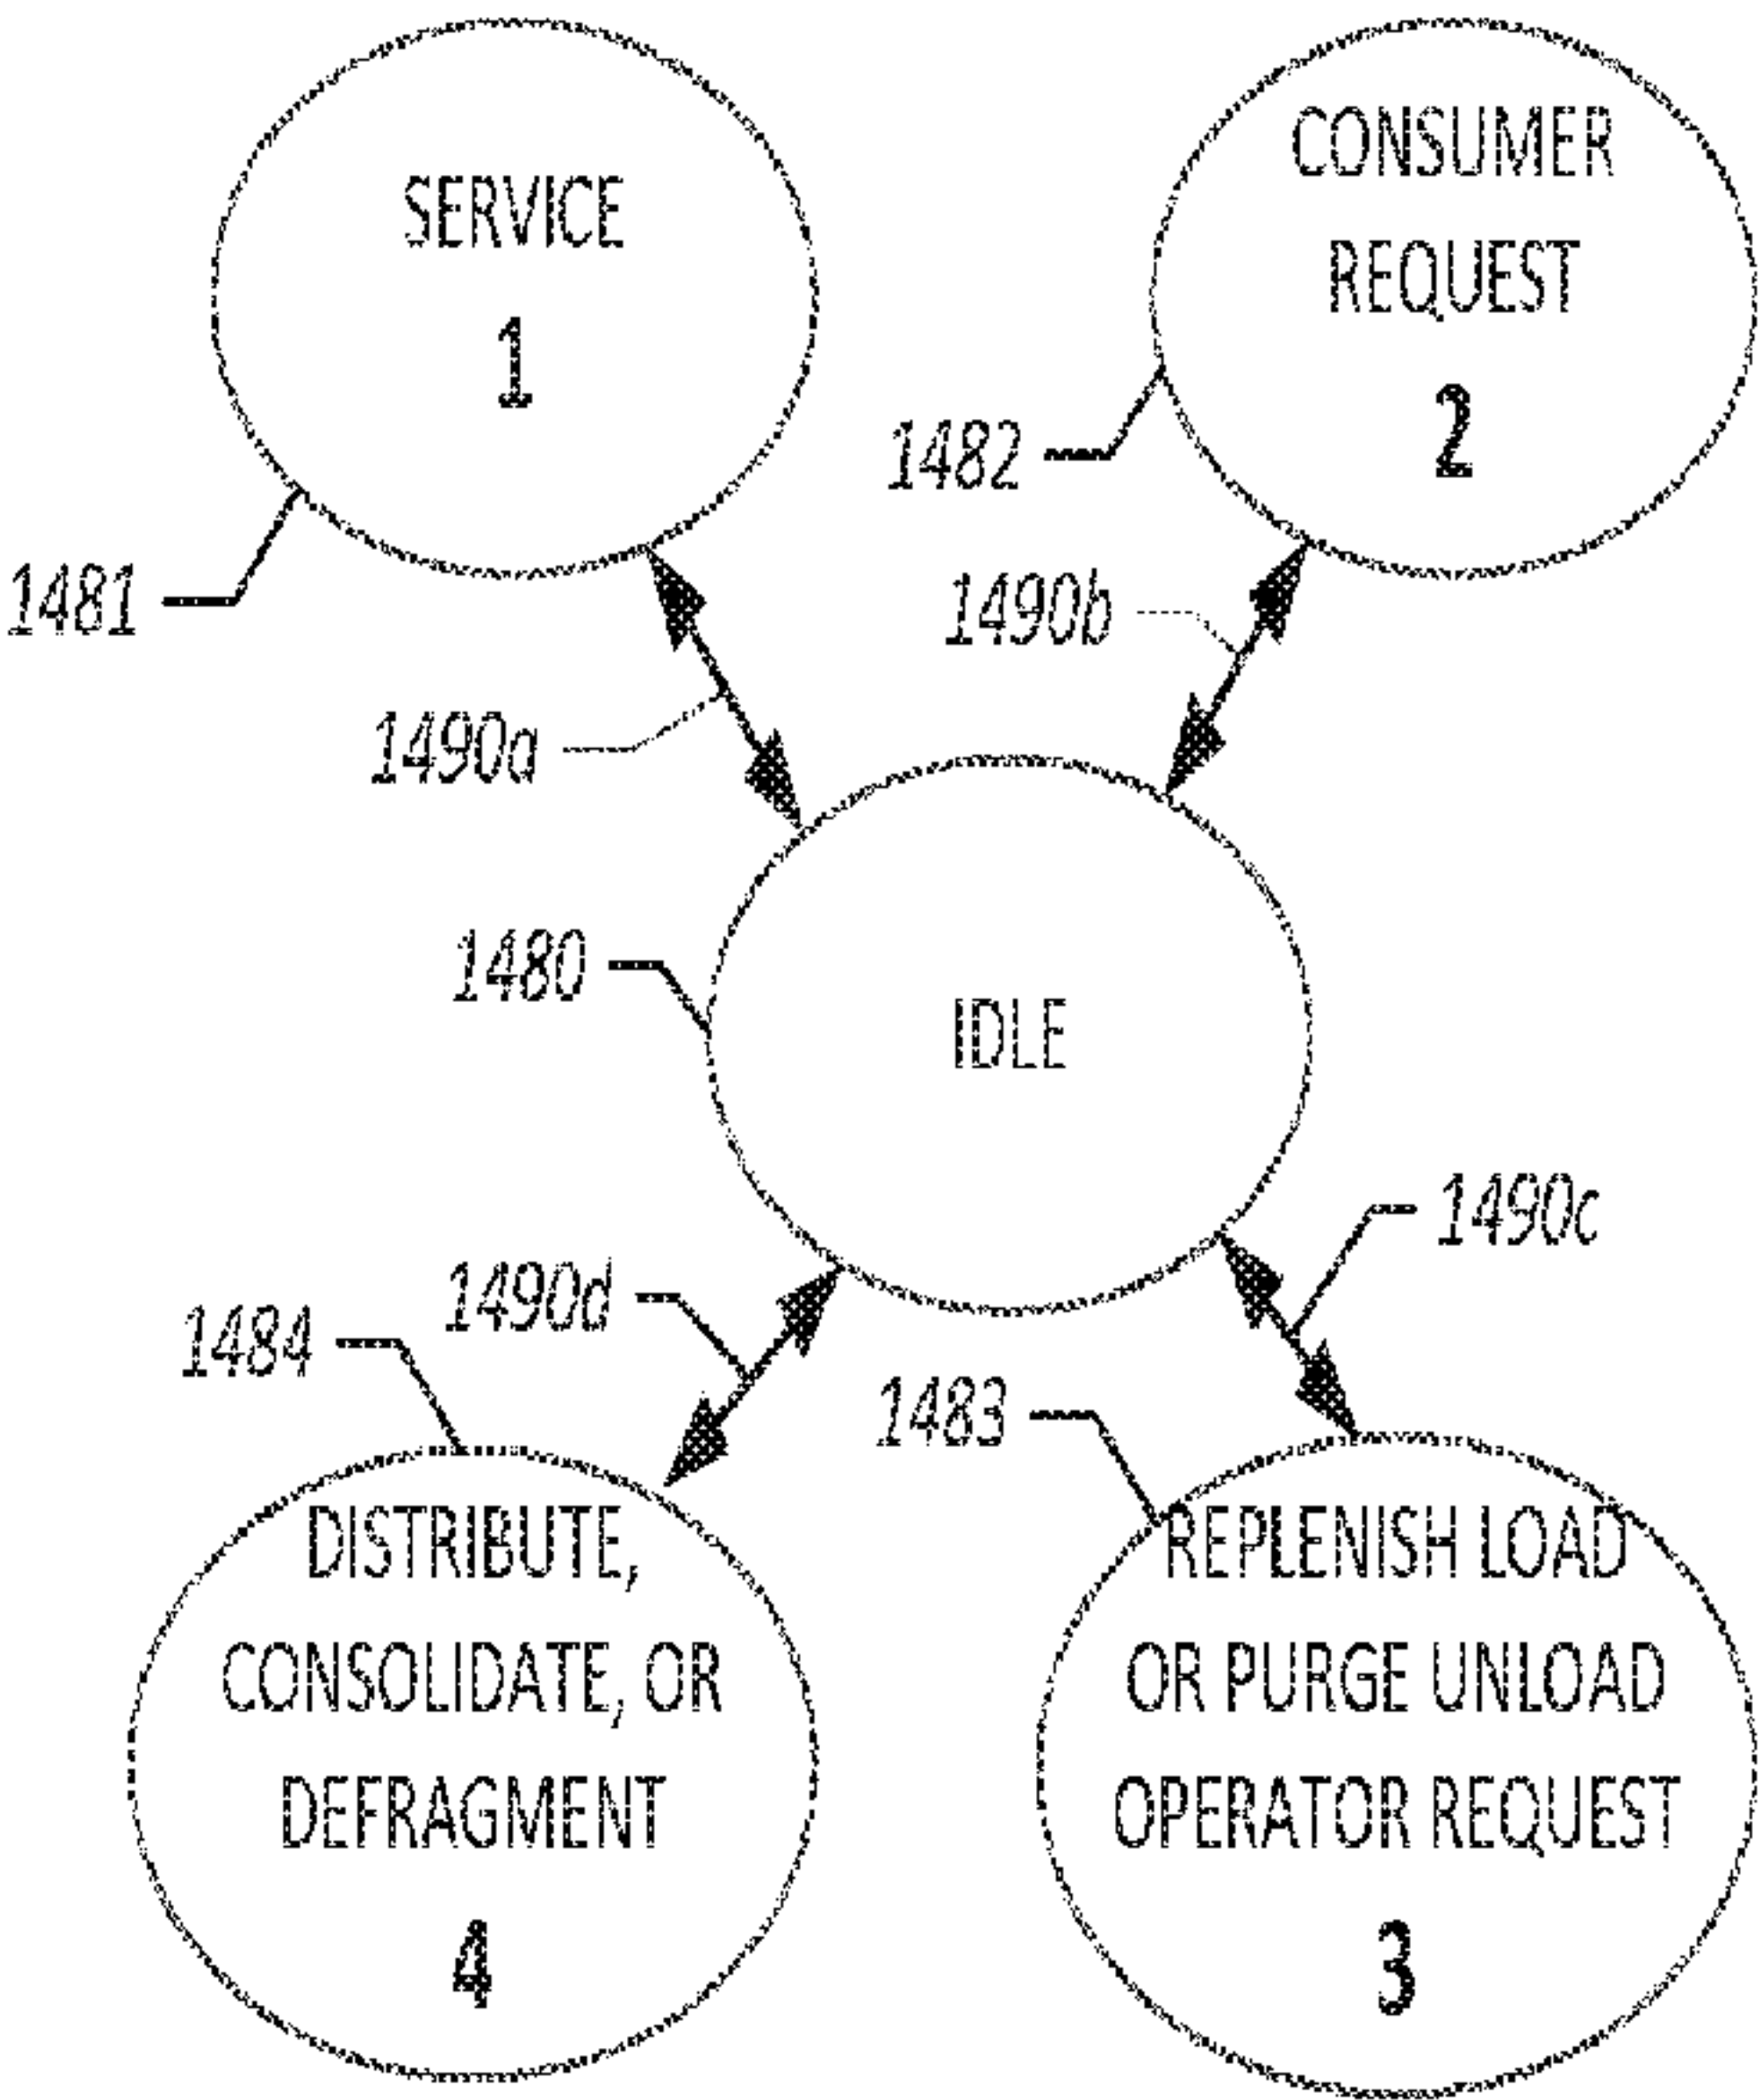 SERVICE
1
CONSUMER
REQUEST
2
1482
1481
1490b
1490a
1480
IDLE
1490c
1490d
1484
1483
DISTRIBUTE,
CONSOLIDATE, OR
DEFRAGMENT
4
REPLENISH LOAD
OR PURGE UNLOAD
OPERATOR REQUEST
3